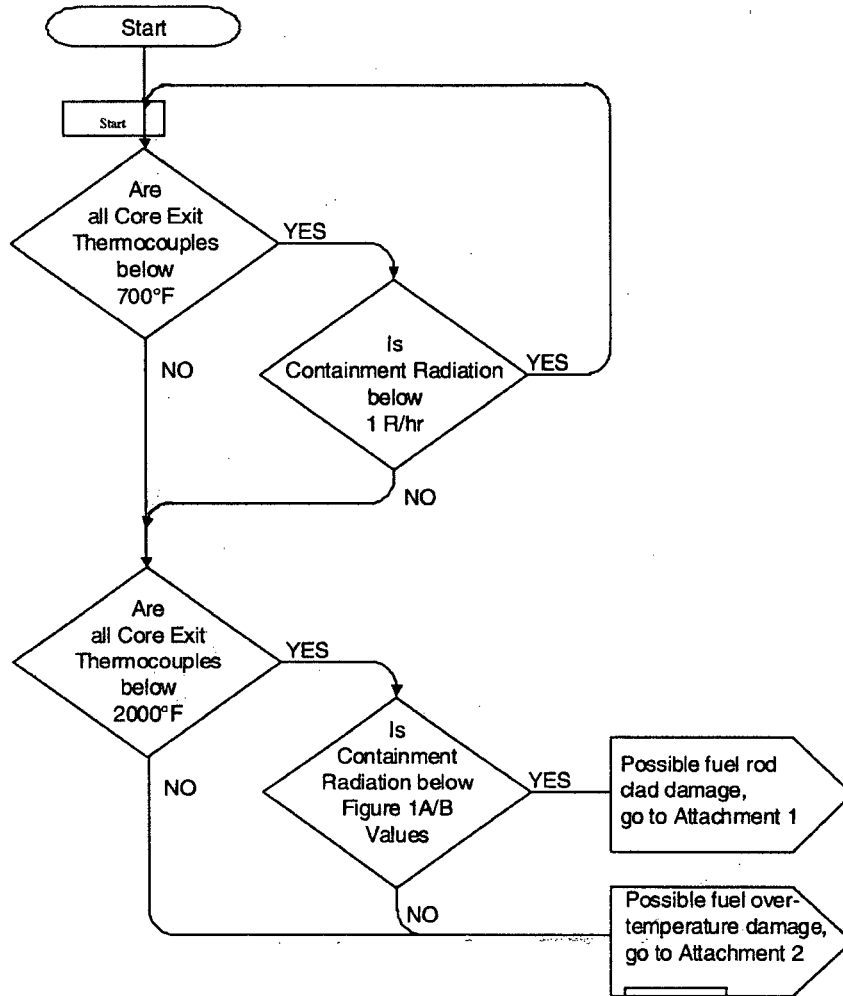 Start
Start
Are
all Core Exit
Thermocouples
below
700°F
YES
NO
Is
Containment Radiation
below
1 R/hr
YES
NO
Are
all Core Exit
Thermocouples
below
2000°F
YES
NO
Is
Containment
Radiation below
Figure 1A/B
Values
YES
NO
Possible fuel rod
clad damage,
go to Attachment 1
Possible fuel over-
temperature damage,
go to Attachment 2